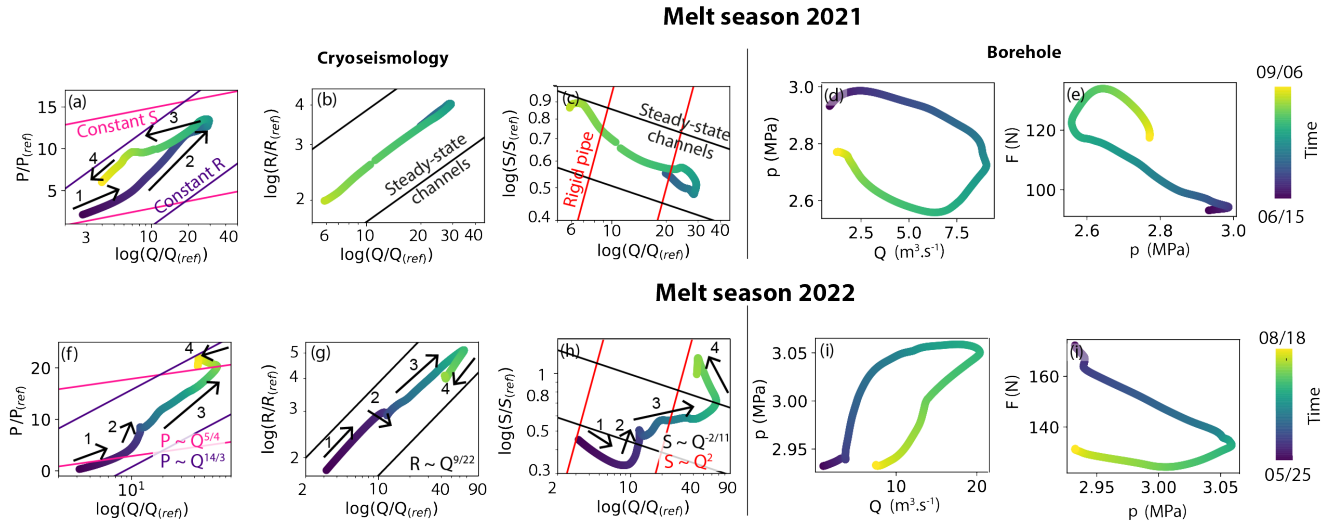 Melt season 2021
Cryoseismology
Borehole
(a)
P/P(ref)
15
10
5
3
10
20
40
log(Q/Q(ref))
Constant S
Constant R
1
2
3
4
(b)
log(R/R(ref))
4
3
2
6
10
20
30
log(Q/Q(ref))
Steady-state
channels
(c)
log(S/S(ref))
0.9
0.8
0.7
0.6
0.5
0.4
6
10
20
30
log(Q/Q(ref))
Steady-state
channels
Rigid pipe
(d)
p (MPa)
3.0
2.8
2.6
2.5
5.0
7.5
Q (m³.s⁻¹)
(e)
F (N)
120
100
2.6
2.8
3.0
p (MPa)
09/06
Time
06/15
Melt season 2022
(f)
P/P(ref)
20
10
0
10¹
log(Q/Q(ref))
P ~ Q^5/4
P ~ Q^14/3
1
2
3
4
(g)
log(R/R(ref))
5
4
3
2
2
10
40
90
log(Q/Q(ref))
R ~ Q^9/22
1
2
3
4
(h)
log(S/S(ref))
1
0.8
0.5
0.3
2
10
40
90
log(Q/Q(ref))
S ~ Q^-2/11
S ~ Q^2
1
2
3
4
(i)
p (MPa)
3.05
3.00
2.95
0
10
20
Q (m³.s⁻¹)
F (N)
160
140
2.95
3.00
3.05
p (MPa)
08/18
Time
05/25